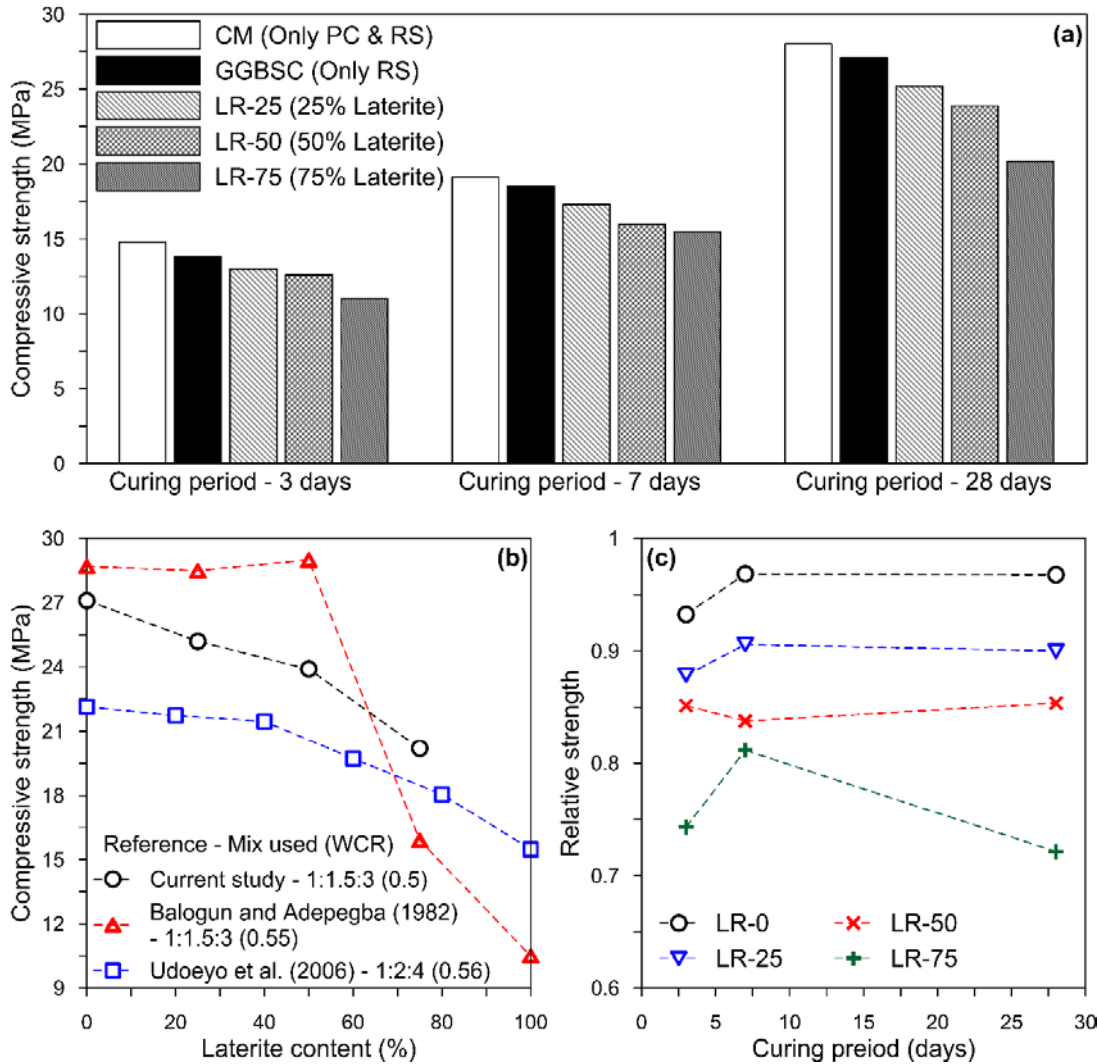 30
25
20
15
10
5
0
Compressive strength (MPa)
(a)
CM (Only PC & RS)
GGBSC (Only RS)
LR-25 (25% Laterite)
LR-50 (50% Laterite)
LR-75 (75% Laterite)
Curing period - 3 days
Curing period - 7 days
Curing period - 28 days
30
27
24
21
18
15
12
9
Compressive strength (MPa)
(b)
Reference - Mix used (WCR)
Current study - 1:1.5:3 (0.5)
Balogun and Adepegba (1982)
- 1:1.5:3 (0.55)
Udoeyo et al. (2006) - 1:2:4 (0.56)
0 20 40 60 80 100
Laterite content (%)
1
0.9
0.8
0.7
0.6
Relative strength
(c)
LR-0
LR-50
LR-25
LR-75
0 5 10 15 20 25 30
Curing preiod (days)